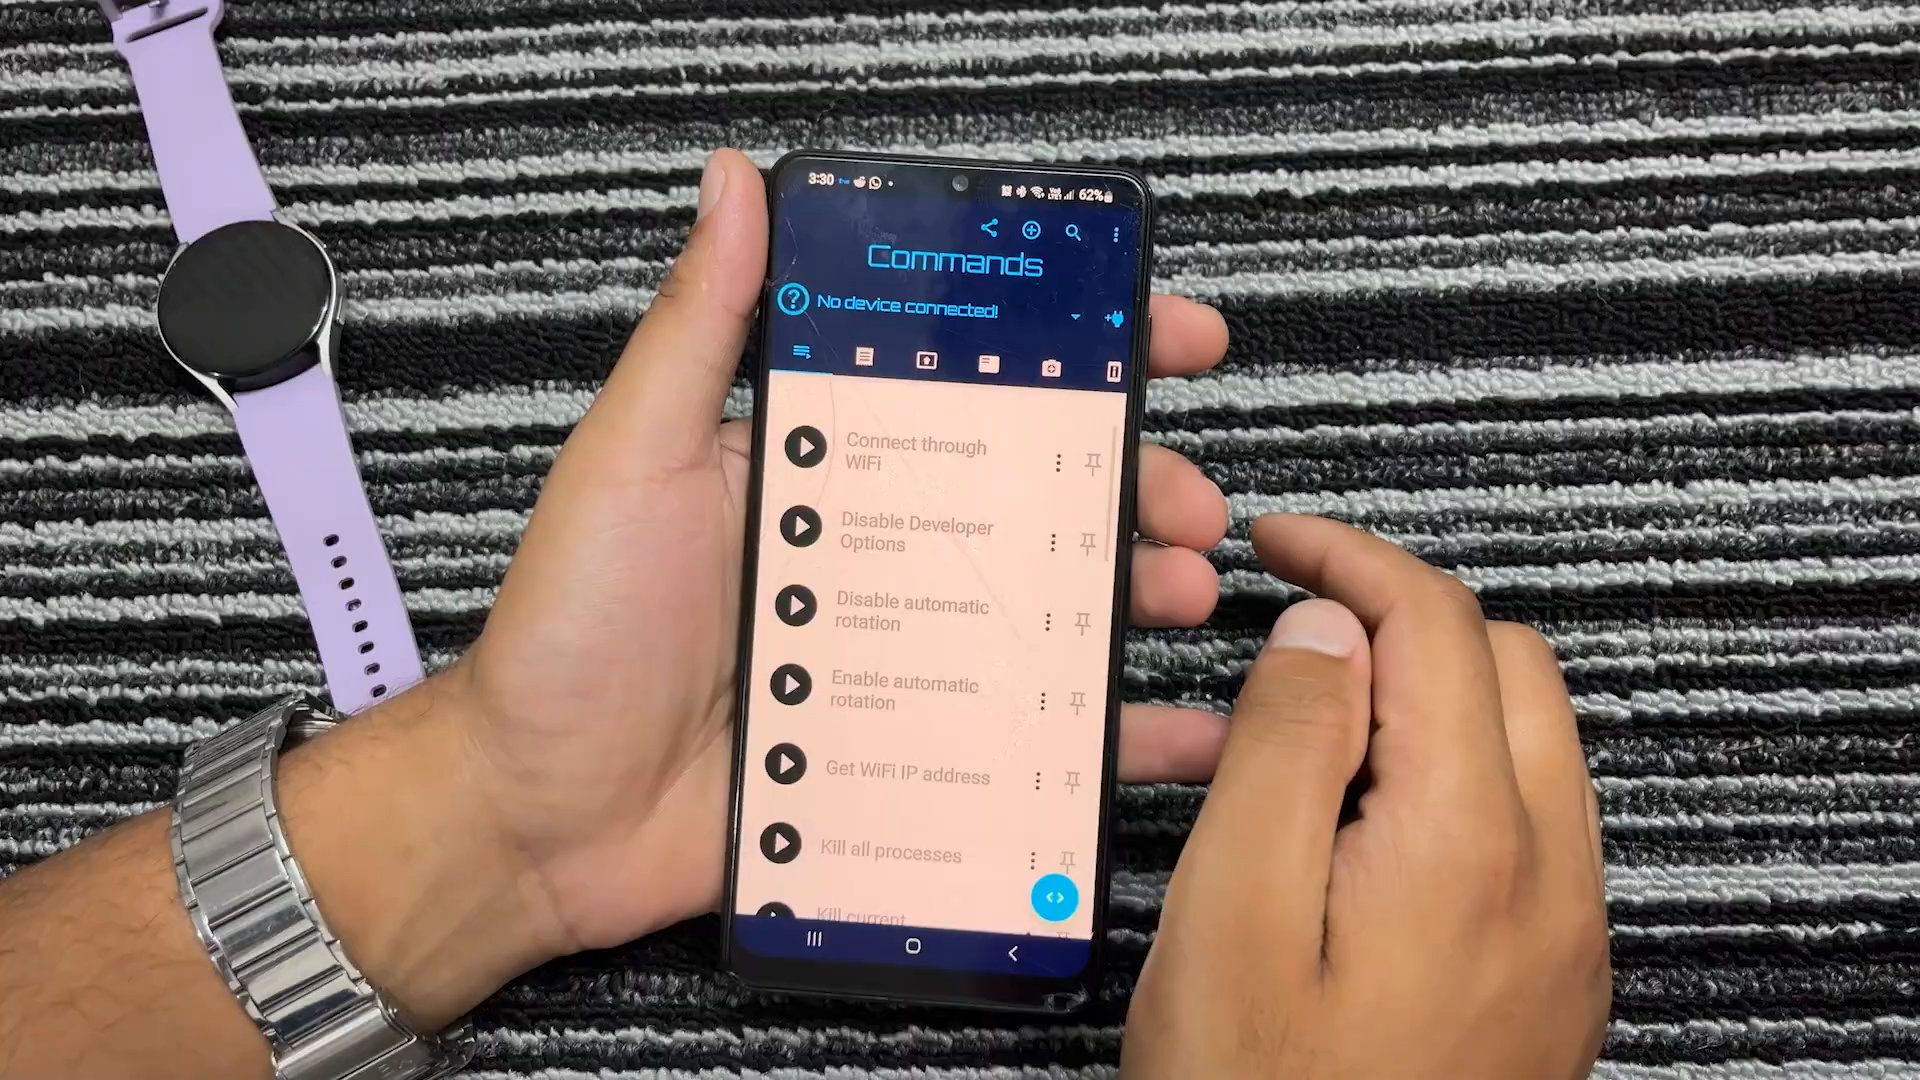 3:30
62%
Commands
No device connected!
Connect through
WiFi
Disable Developer
Options
Disable automatic
rotation
Enable automatic
rotation
Get WiFi IP address
Kill all processes
Kill current